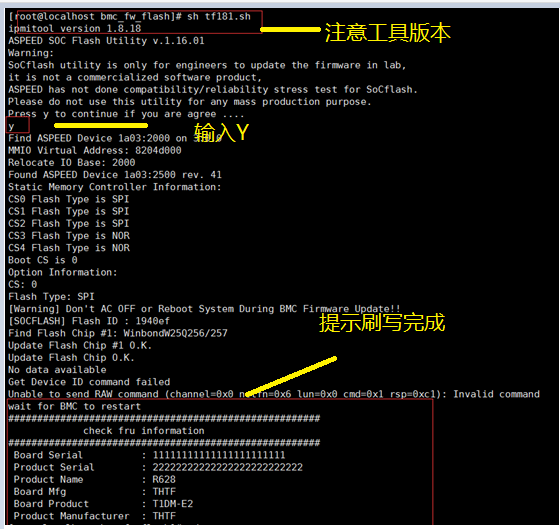 [root@localhost bmc_fw_flash]# sh tf181.sh
ipmitool version 1.8.18
注意工具版本
ASPEED SOC Flash Utility v.1.16.01
Warning:
SoCflash utility is only for engineers to update the firmware in lab,
it is not a commercialized software product,
ASPEED has not done compatibility/reliability stress test for SoCflash.
Please do not use this utility for any mass production purpose.
Press y to continue if you are agree ....
y
输入Y
Find ASPEED Device 1a03:2000 on
MMIO Virtual Address: 8204d000
Relocate IO Base: 2000
Found ASPEED Device 1a03:2500 rev. 41
Static Memory Controller Information:
CS0 Flash Type is SPI
CS1 Flash Type is SPI
CS2 Flash Type is SPI
CS3 Flash Type is NOR
CS4 Flash Type is NOR
Boot CS is 0
Option Information:
CS: 0
Flash Type: SPI
[Warning] Don't AC OFF or Reboot System During BMC Firmware Update!!
[SOCFLASH] Flash ID : 1940ef
提示刷写完成
Find Flash Chip #1: WinbondW25Q256/257
Update Flash Chip #1 O.K.
Update Flash Chip O.K.
No data available
Get Device ID command failed
Unable to send RAW command (channel=0x0 lun=0x0 cmd=0x1 rsp=0xc1): Invalid command
wait for BMC to restart
####################################################
check fru information
####################################################
Board Serial : 1111111111111111111111
Product Serial : 2222222222222222222222222
Product Name : R628
Board Mfg : THTF
Board Product : T1DM-E2
Product Manufacturer : THTF